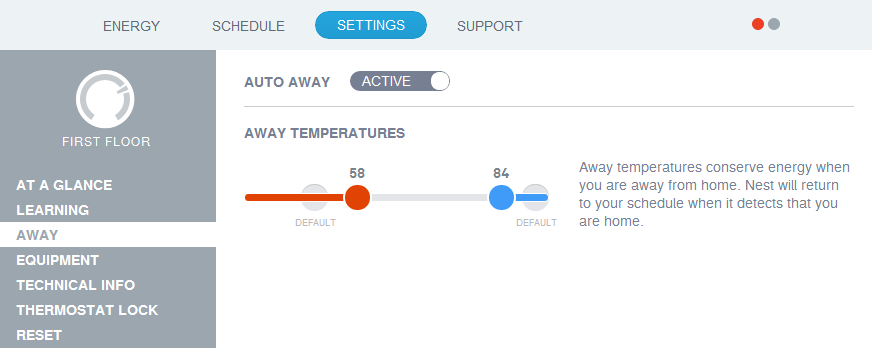 ENERGY
SCHEDULE
SETTINGS
SUPPORT
FIRST FLOOR
AT A GLANCE
LEARNING
AWAY
EQUIPMENT
TECHNICAL INFO
THERMOSTAT LOCK
RESET
AUTO AWAY
ACTIVE
AWAY TEMPERATURES
58
84
DEFAULT
DEFAULT
Away temperatures conserve energy when
you are away from home. Nest will return
to your schedule when it detects that you
are home.